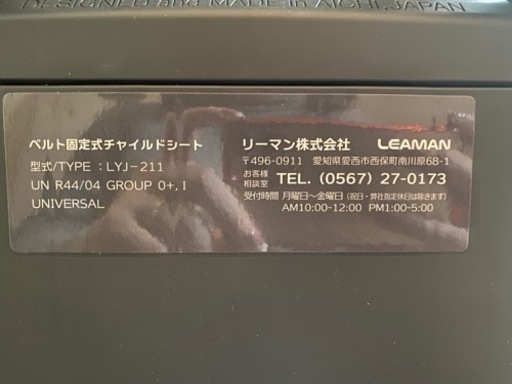 DESIGNED and MADE in AICHI, JAPAN
ベルト固定式チャイルドシート
型式/TYPE : LYJ-211
UN R44/04 GROUP 0+, I
UNIVERSAL
リーマン株式会社 LEAMAN
〒496-0911 愛知県愛西市西保町南川原68-1
お客様相談室 TEL. (0567) 27-0173
受付時間 月曜日～金曜日 (祝日・弊社指定休日は除きます)
AM10:00~12:00 PM1:00~5:00